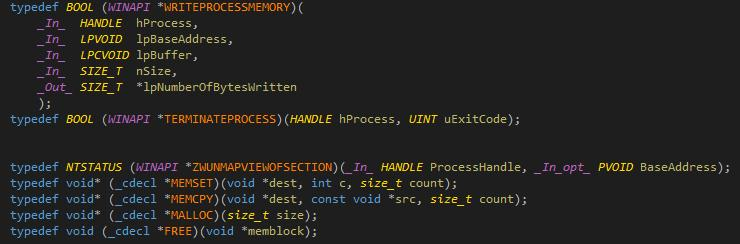 typedef BOOL (WINAPI *WRITEPROCESSMEMORY)(
    _In_  HANDLE  hProcess,
    _In_  LPVOID  lpBaseAddress,
    _In_  LPCVOID lpBuffer,
    _In_  SIZE_T  nSize,
    _Out_ SIZE_T  *lpNumberOfBytesWritten
    );
typedef BOOL (WINAPI *TERMINATEPROCESS)(HANDLE hProcess, UINT uExitCode);
typedef NTSTATUS (WINAPI *ZWUNMAPVIEWOFSECTION)(_In_ HANDLE ProcessHandle, _In_opt_ PVOID BaseAddress);
typedef void* (_cdecl *MEMSET)(void *dest, int c, size_t count);
typedef void* (_cdecl *MEMCPY)(void *dest, const void *src, size_t count);
typedef void* (_cdecl *MALLOC)(size_t size);
typedef void (_cdecl *FREE)(void *memblock);